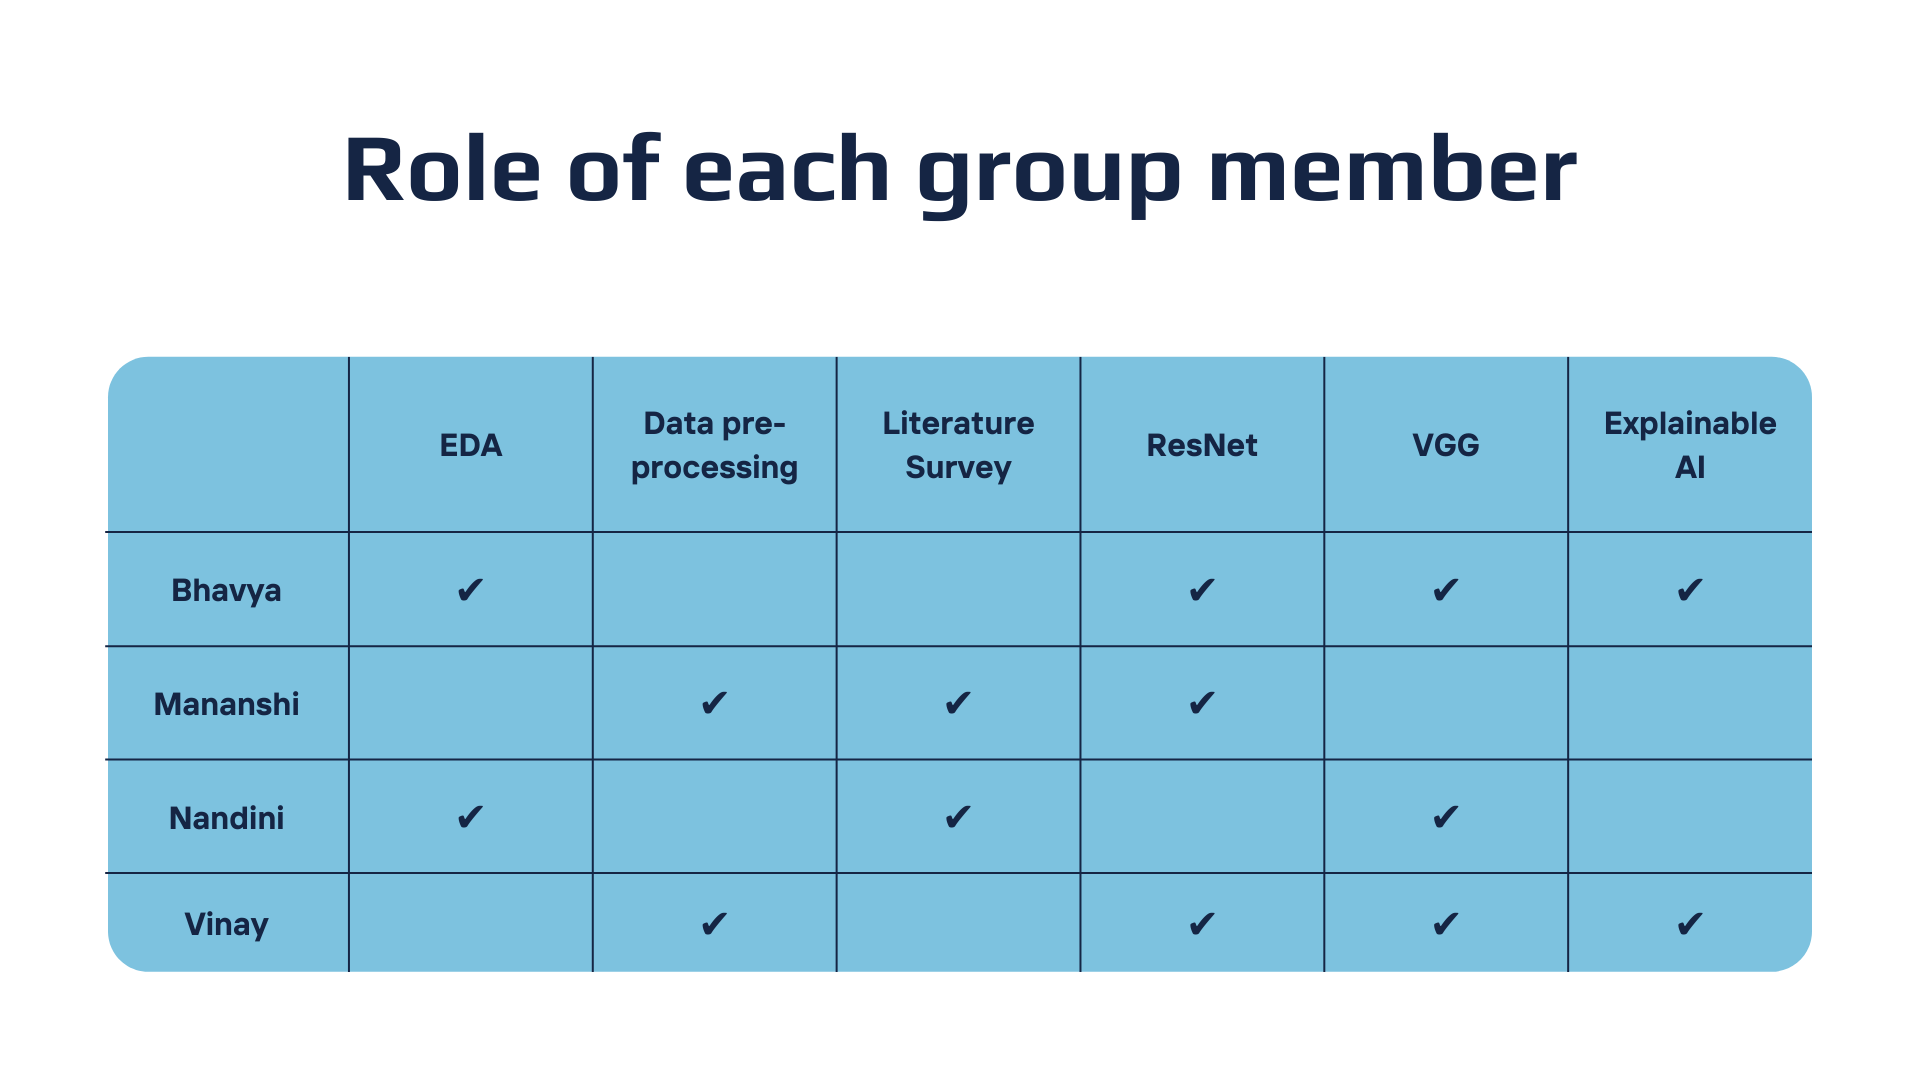 Role of each group member
EDA
Data pre-
processing
Literature
Survey
ResNet
VGG
Explainable
AI
Bhavya ✔ ✔ ✔ ✔
Mananshi ✔ ✔ ✔
Nandini ✔ ✔ ✔
Vinay ✔ ✔ ✔ ✔